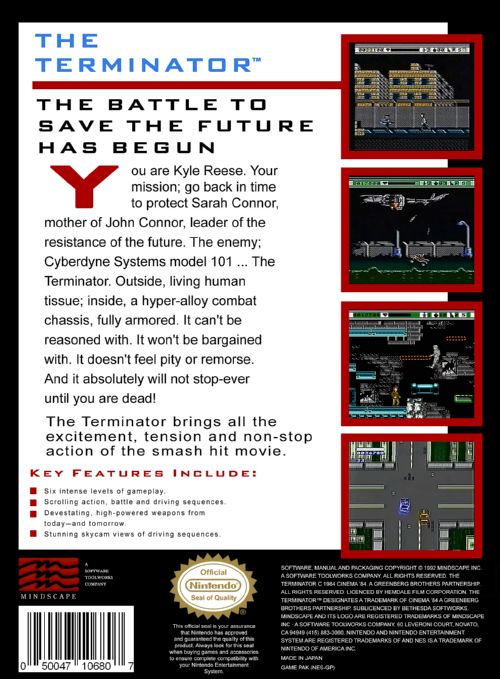 THE
TERMINATOR™
THE BATTLE TO
SAVE THE FUTURE
HAS BEGUN
You are Kyle Reese. Your
mission; go back in time
to protect Sarah Connor,
mother of John Connor, leader of the
resistance of the future. The enemy;
Cyberdyne Systems model 101 ... The
Terminator. Outside, living human
tissue; inside, a hyper-alloy combat
chassis, fully armored. It can't be
reasoned with. It won't be bargained
with. It doesn't feel pity or remorse.
And it absolutely will not stop-ever
until you are dead!
The Terminator brings all the
excitement, tension and non-stop
action of the smash hit movie.
KEY FEATURES INCLUDE:
Six intense levels of gameplay.
Scrolling action, battle and driving sequences.
Devestating, high-powered weapons from
today—and tomorrow.
Stunning skycam views of driving sequences.
MINDSCAPE
A
SOFTWARE
TOOLWORKS
COMPANY
Official
Nintendo
Seal of Quality
This official seal is your assurance
that Nintendo has approved
and guaranteed the quality of this
product. Always look for this seal
when buying games and accessories
to ensure complete compatibility
with your Nintendo Entertainment
System.
SOFTWARE, MANUAL AND PACKAGING COPYRIGHT © 1992 MINDSCAPE INC.
A SOFTWARE TOOLWORKS COMPANY. ALL RIGHTS RESERVED. THE
TERMINATOR © 1984 CINEMA '84 A GREENBERG BROTHERS PARTNERSHIP.
ALL RIGHTS RESERVED. LICENCED BY HEMDALE FILM CORPORATION. THE
TERMINATOR™ DESIGNATES A TRADEMARK OF CINEMA '84 A GREENBERG
BROTHERS PARTNERSHIP. SUBLICENCED BY BETHESDA SOFTWORKS.
MINDSCAPE AND ITS LOGO ARE REGISTERED TRADEMARKS OF MINDSCAPE
INC - A SOFTWARE TOOLWORKS COMPANY. 60 LEVERONI COURT, NOVATO,
CA 94949 (415) 883-3000. NINTENDO AND NINTENDO ENTERTAINMENT
SYSTEM ARE REGISTERED TRADEMARKS OF AND NES IS A TRADEMARK OF
NINTENDO OF AMERICA INC.
MADE IN JAPAN
GAME PAK (NES-GP)
0 50047 10680 7